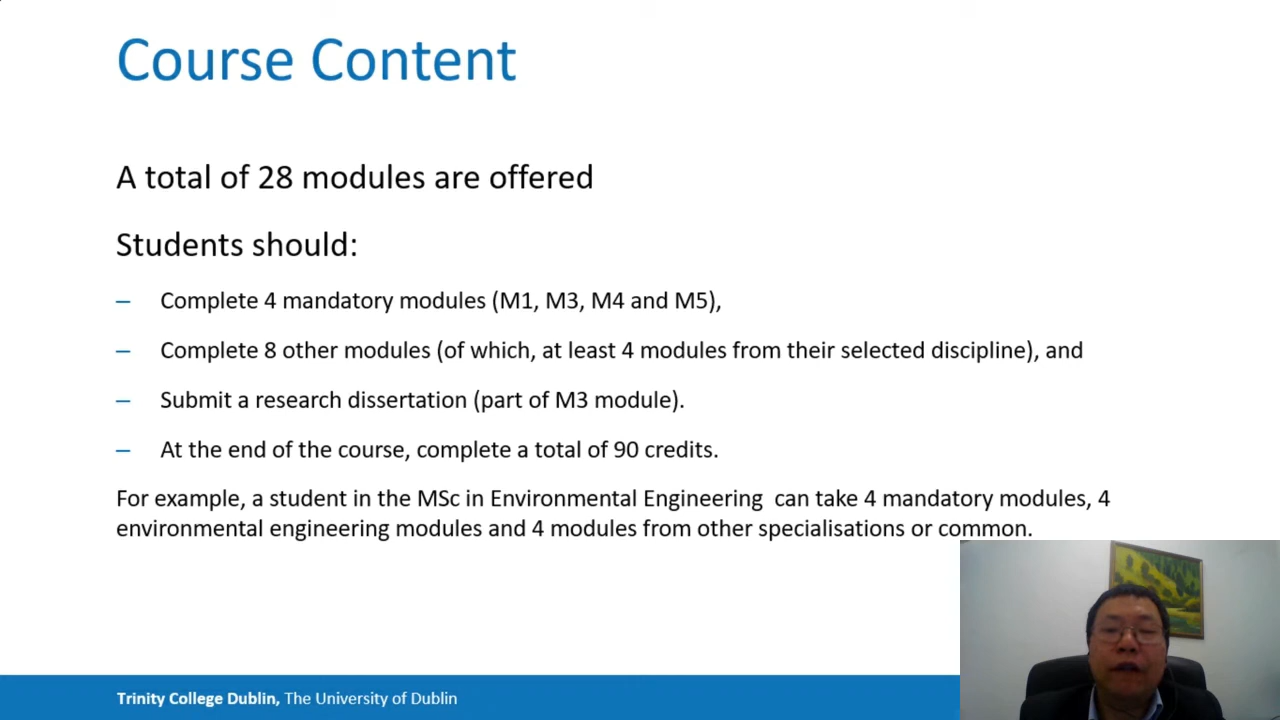 Course Content
A total of 28 modules are offered
Students should:
– Complete 4 mandatory modules (M1, M3, M4 and M5),
– Complete 8 other modules (of which, at least 4 modules from their selected discipline), and
– Submit a research dissertation (part of M3 module).
– At the end of the course, complete a total of 90 credits.
For example, a student in the MSc in Environmental Engineering can take 4 mandatory modules, 4
environmental engineering modules and 4 modules from other specialisations or common.
Trinity College Dublin, The University of Dublin